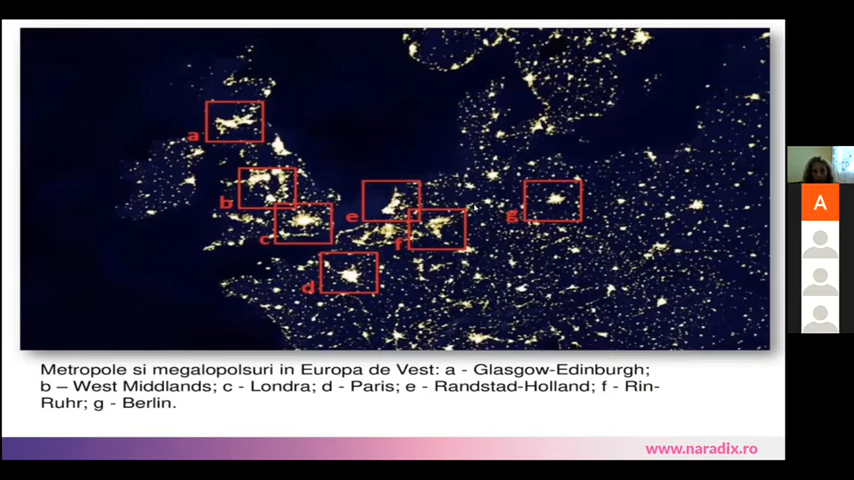 a
b
c
d
e
f
g
A
Metropole si megalopolsuri in Europa de Vest: a - Glasgow-Edinburgh;
b – West Middlands; c - Londra; d - Paris; e - Randstad-Holland; f - Rin-
Ruhr; g - Berlin.
www.naradix.ro